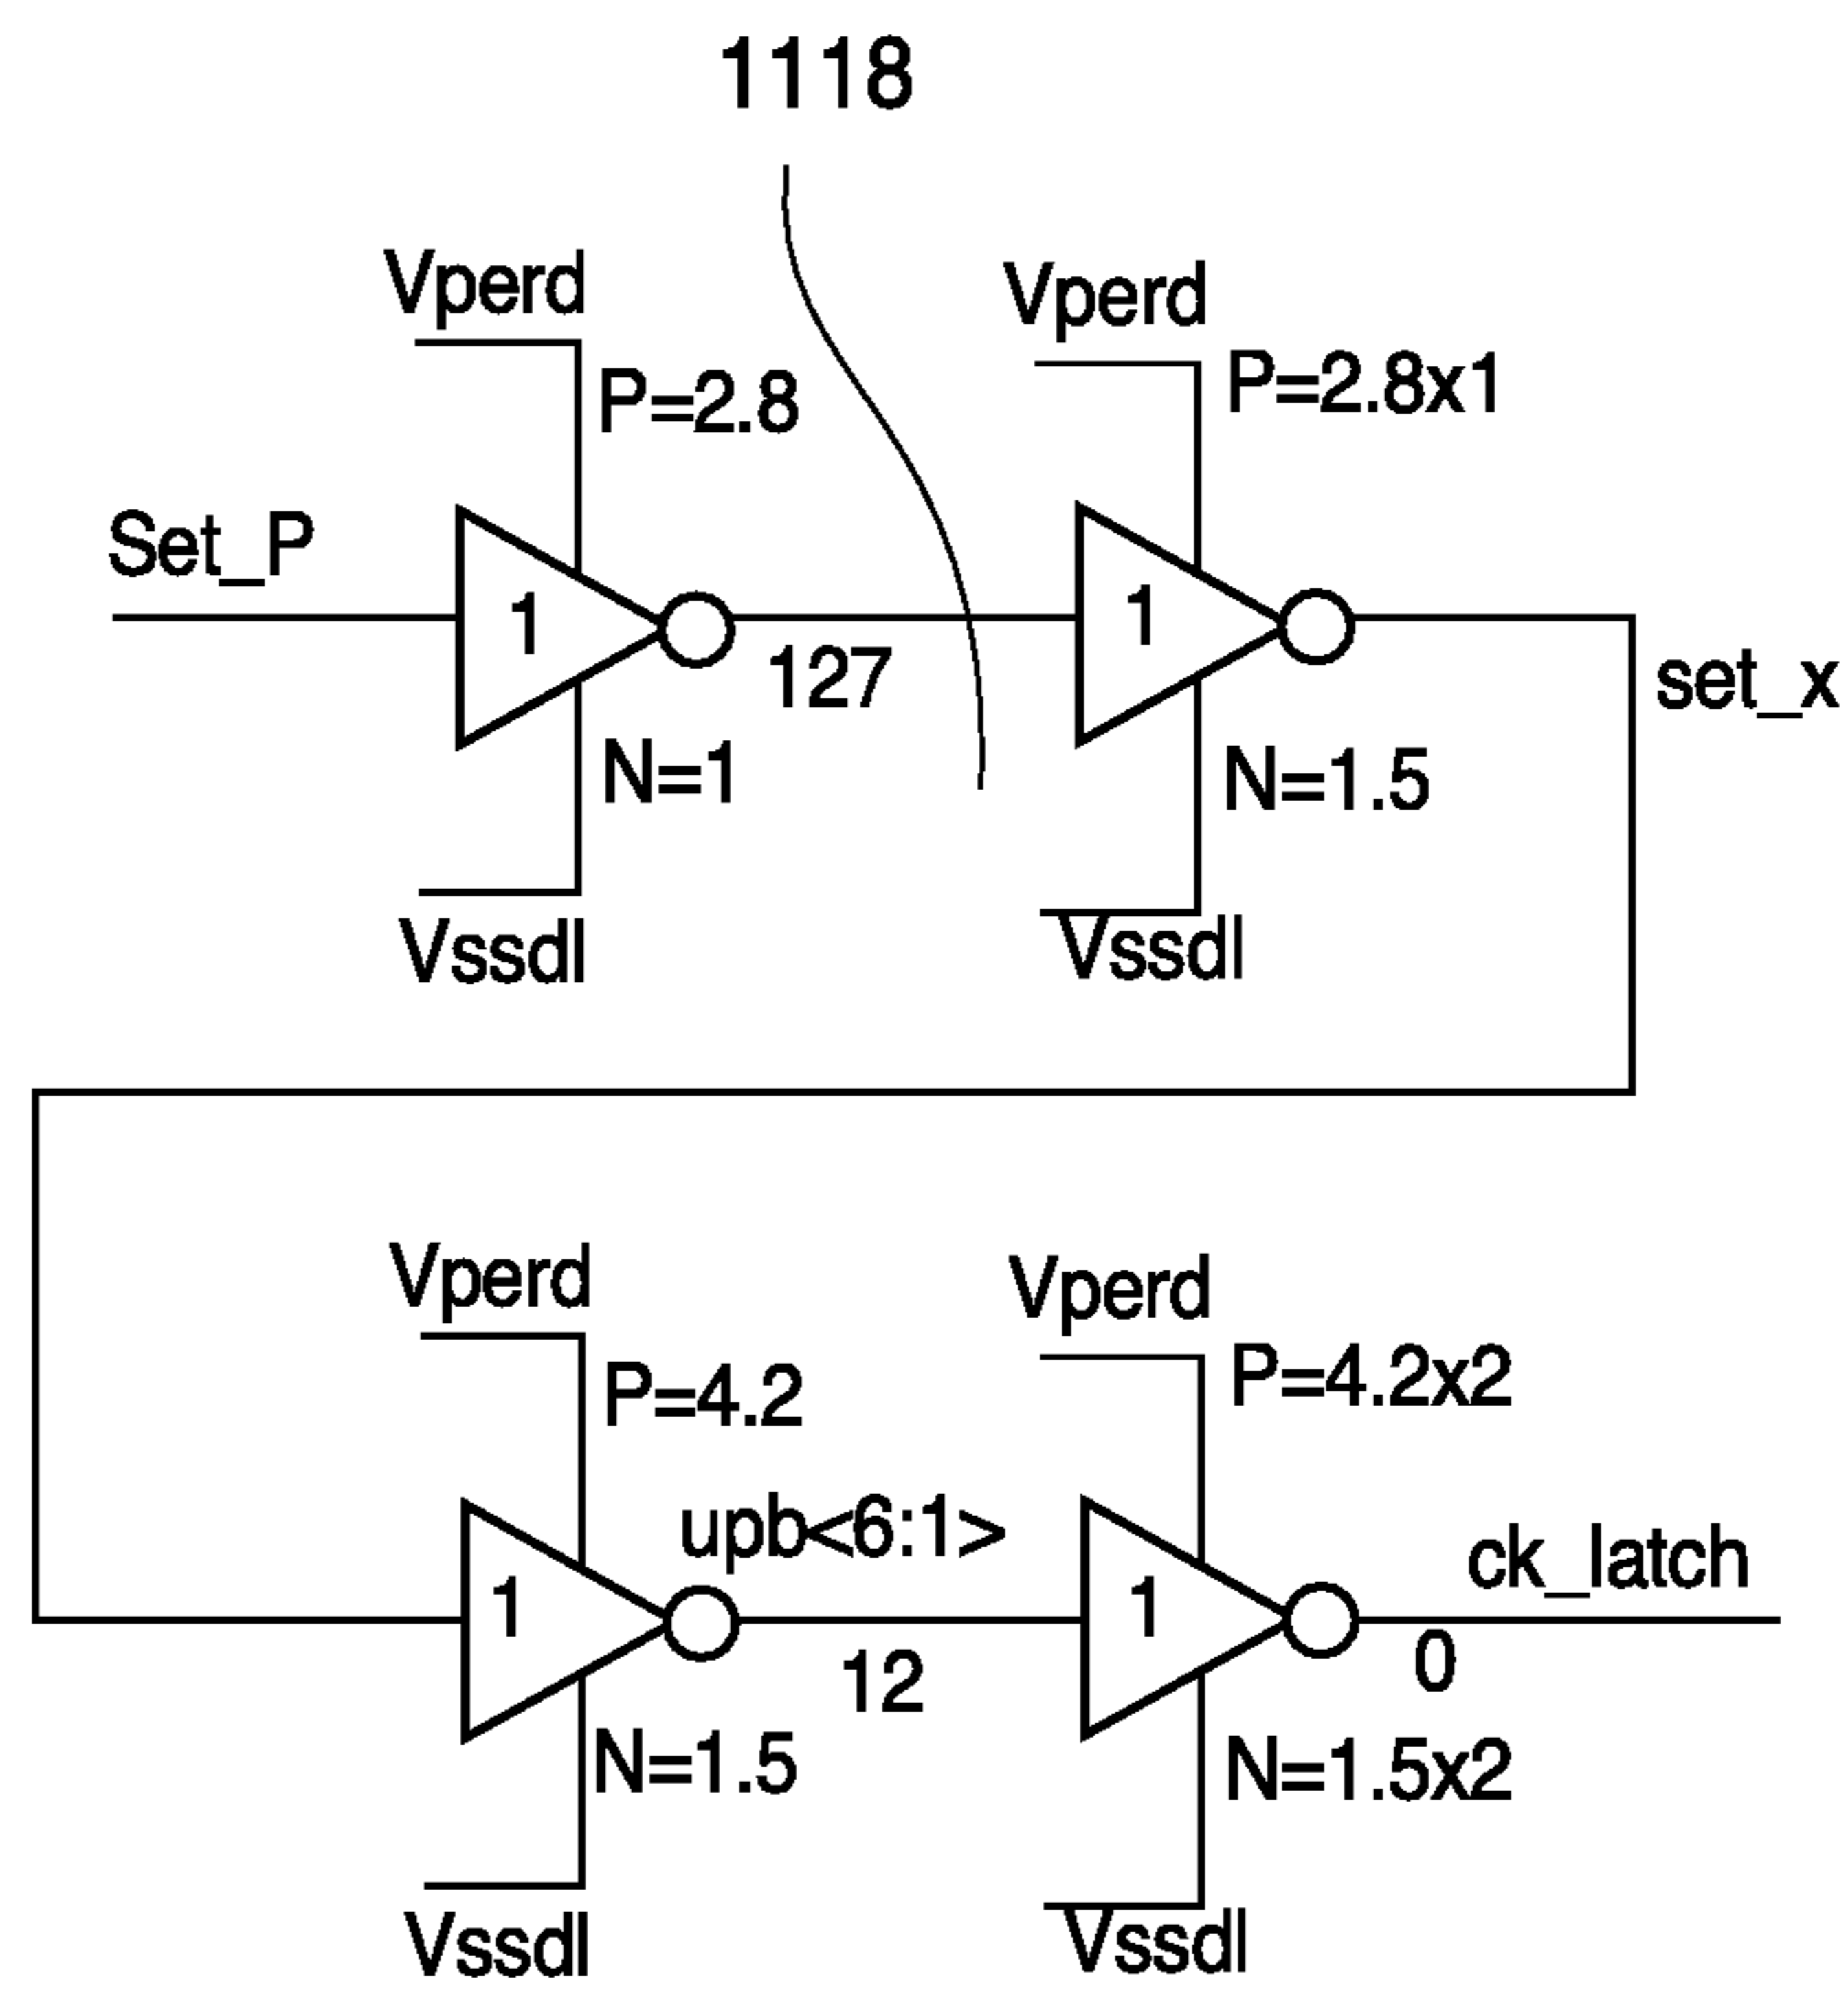 1118
Vperd
Vperd
P=2.8
P=2.8x1
Set_P
1
1
127
set_x
N=1
N=1.5
Vssdl
Vssdl
Vperd
Vperd
P=4.2
P=4.2x2
upb<6:1>
ck_latch
1
1
12
0
N=1.5
N=1.5x2
Vssdl
Vssdl